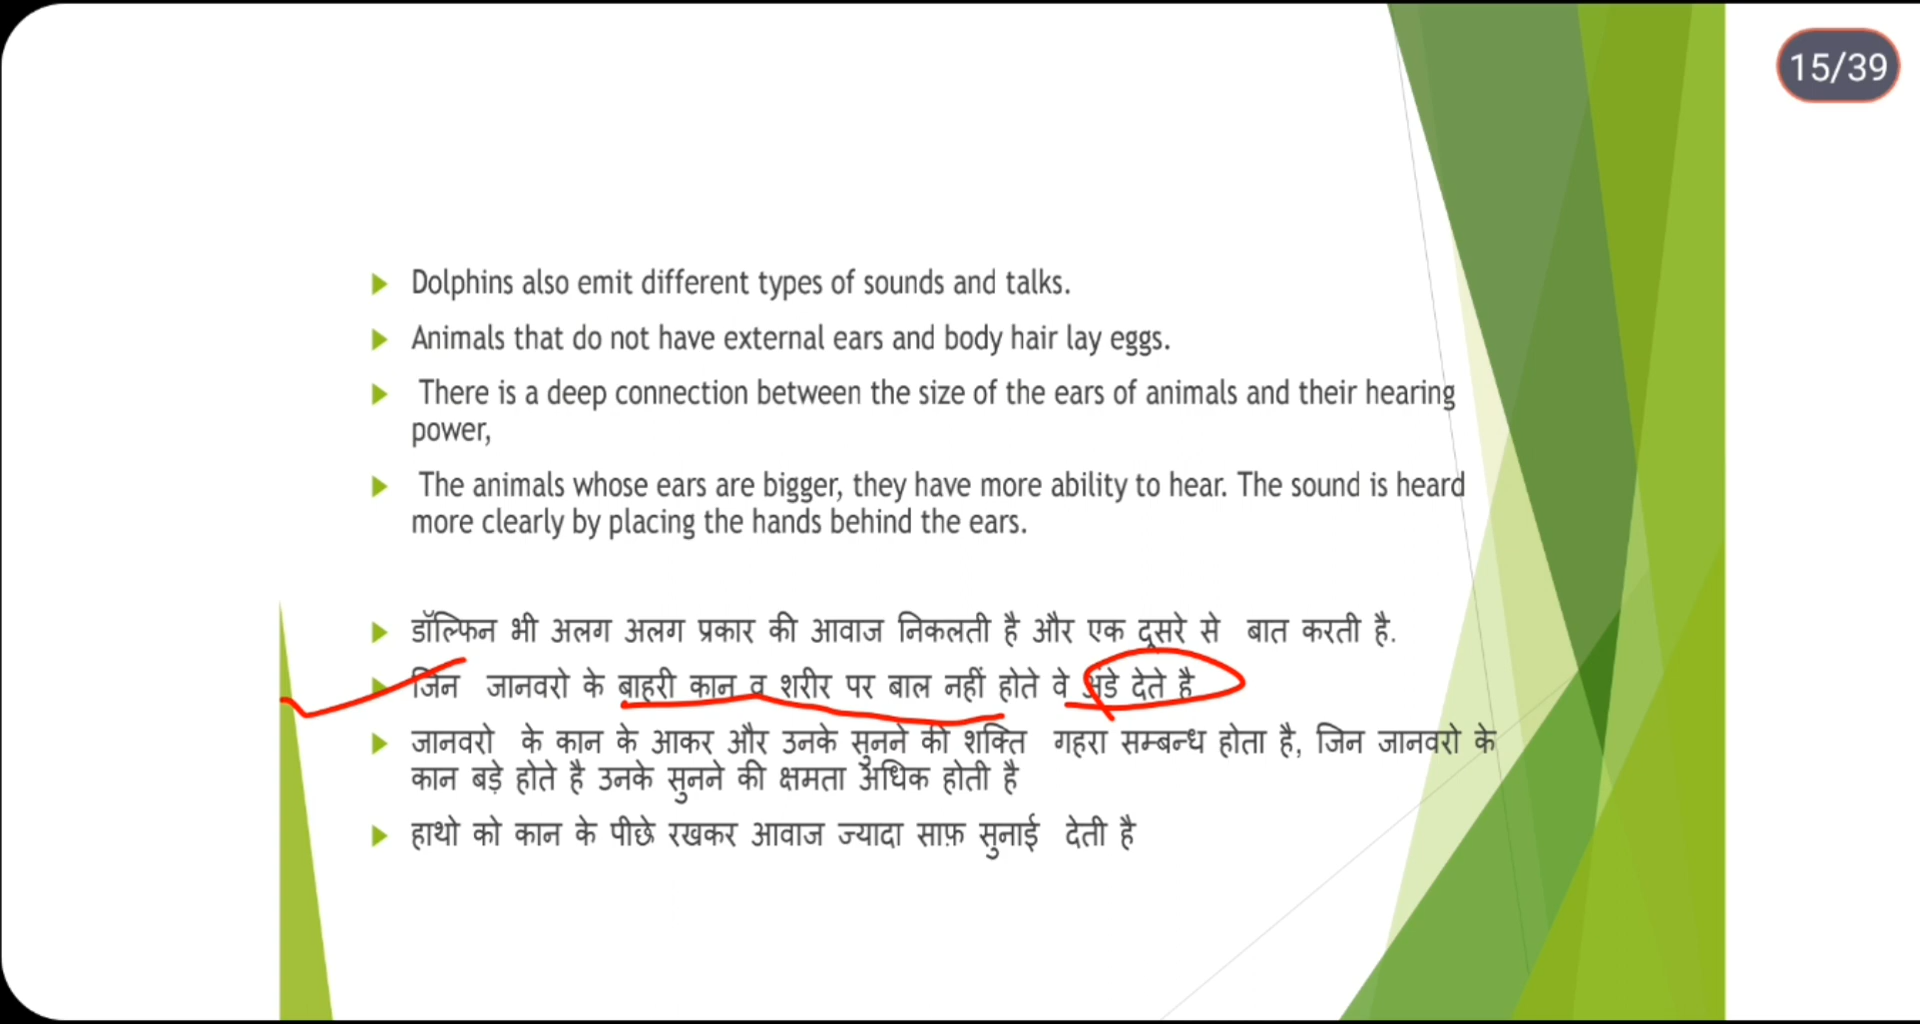 15/39
Dolphins also emit different types of sounds and talks.
Animals that do not have external ears and body hair lay eggs.
There is a deep connection between the size of the ears of animals and their hearing
power,
The animals whose ears are bigger, they have more ability to hear. The sound is heard
more clearly by placing the hands behind the ears.
डॉल्फिन भी अलग अलग प्रकार की आवाज निकलती है और एक दुसरे से बात करती है.
जिन जानवरो के बाहरी कान व शरीर पर बाल नहीं होते वे अंडे देते है
जानवरो के कान के आकर और उनके सुनने की शक्ति गहरा सम्बन्ध होता है, जिन जानवरो के
कान बड़े होते है उनके सुनने की क्षमता अधिक होती है
हाथो को कान के पीछे रखकर आवाज ज्यादा साफ़ सुनाई देती है